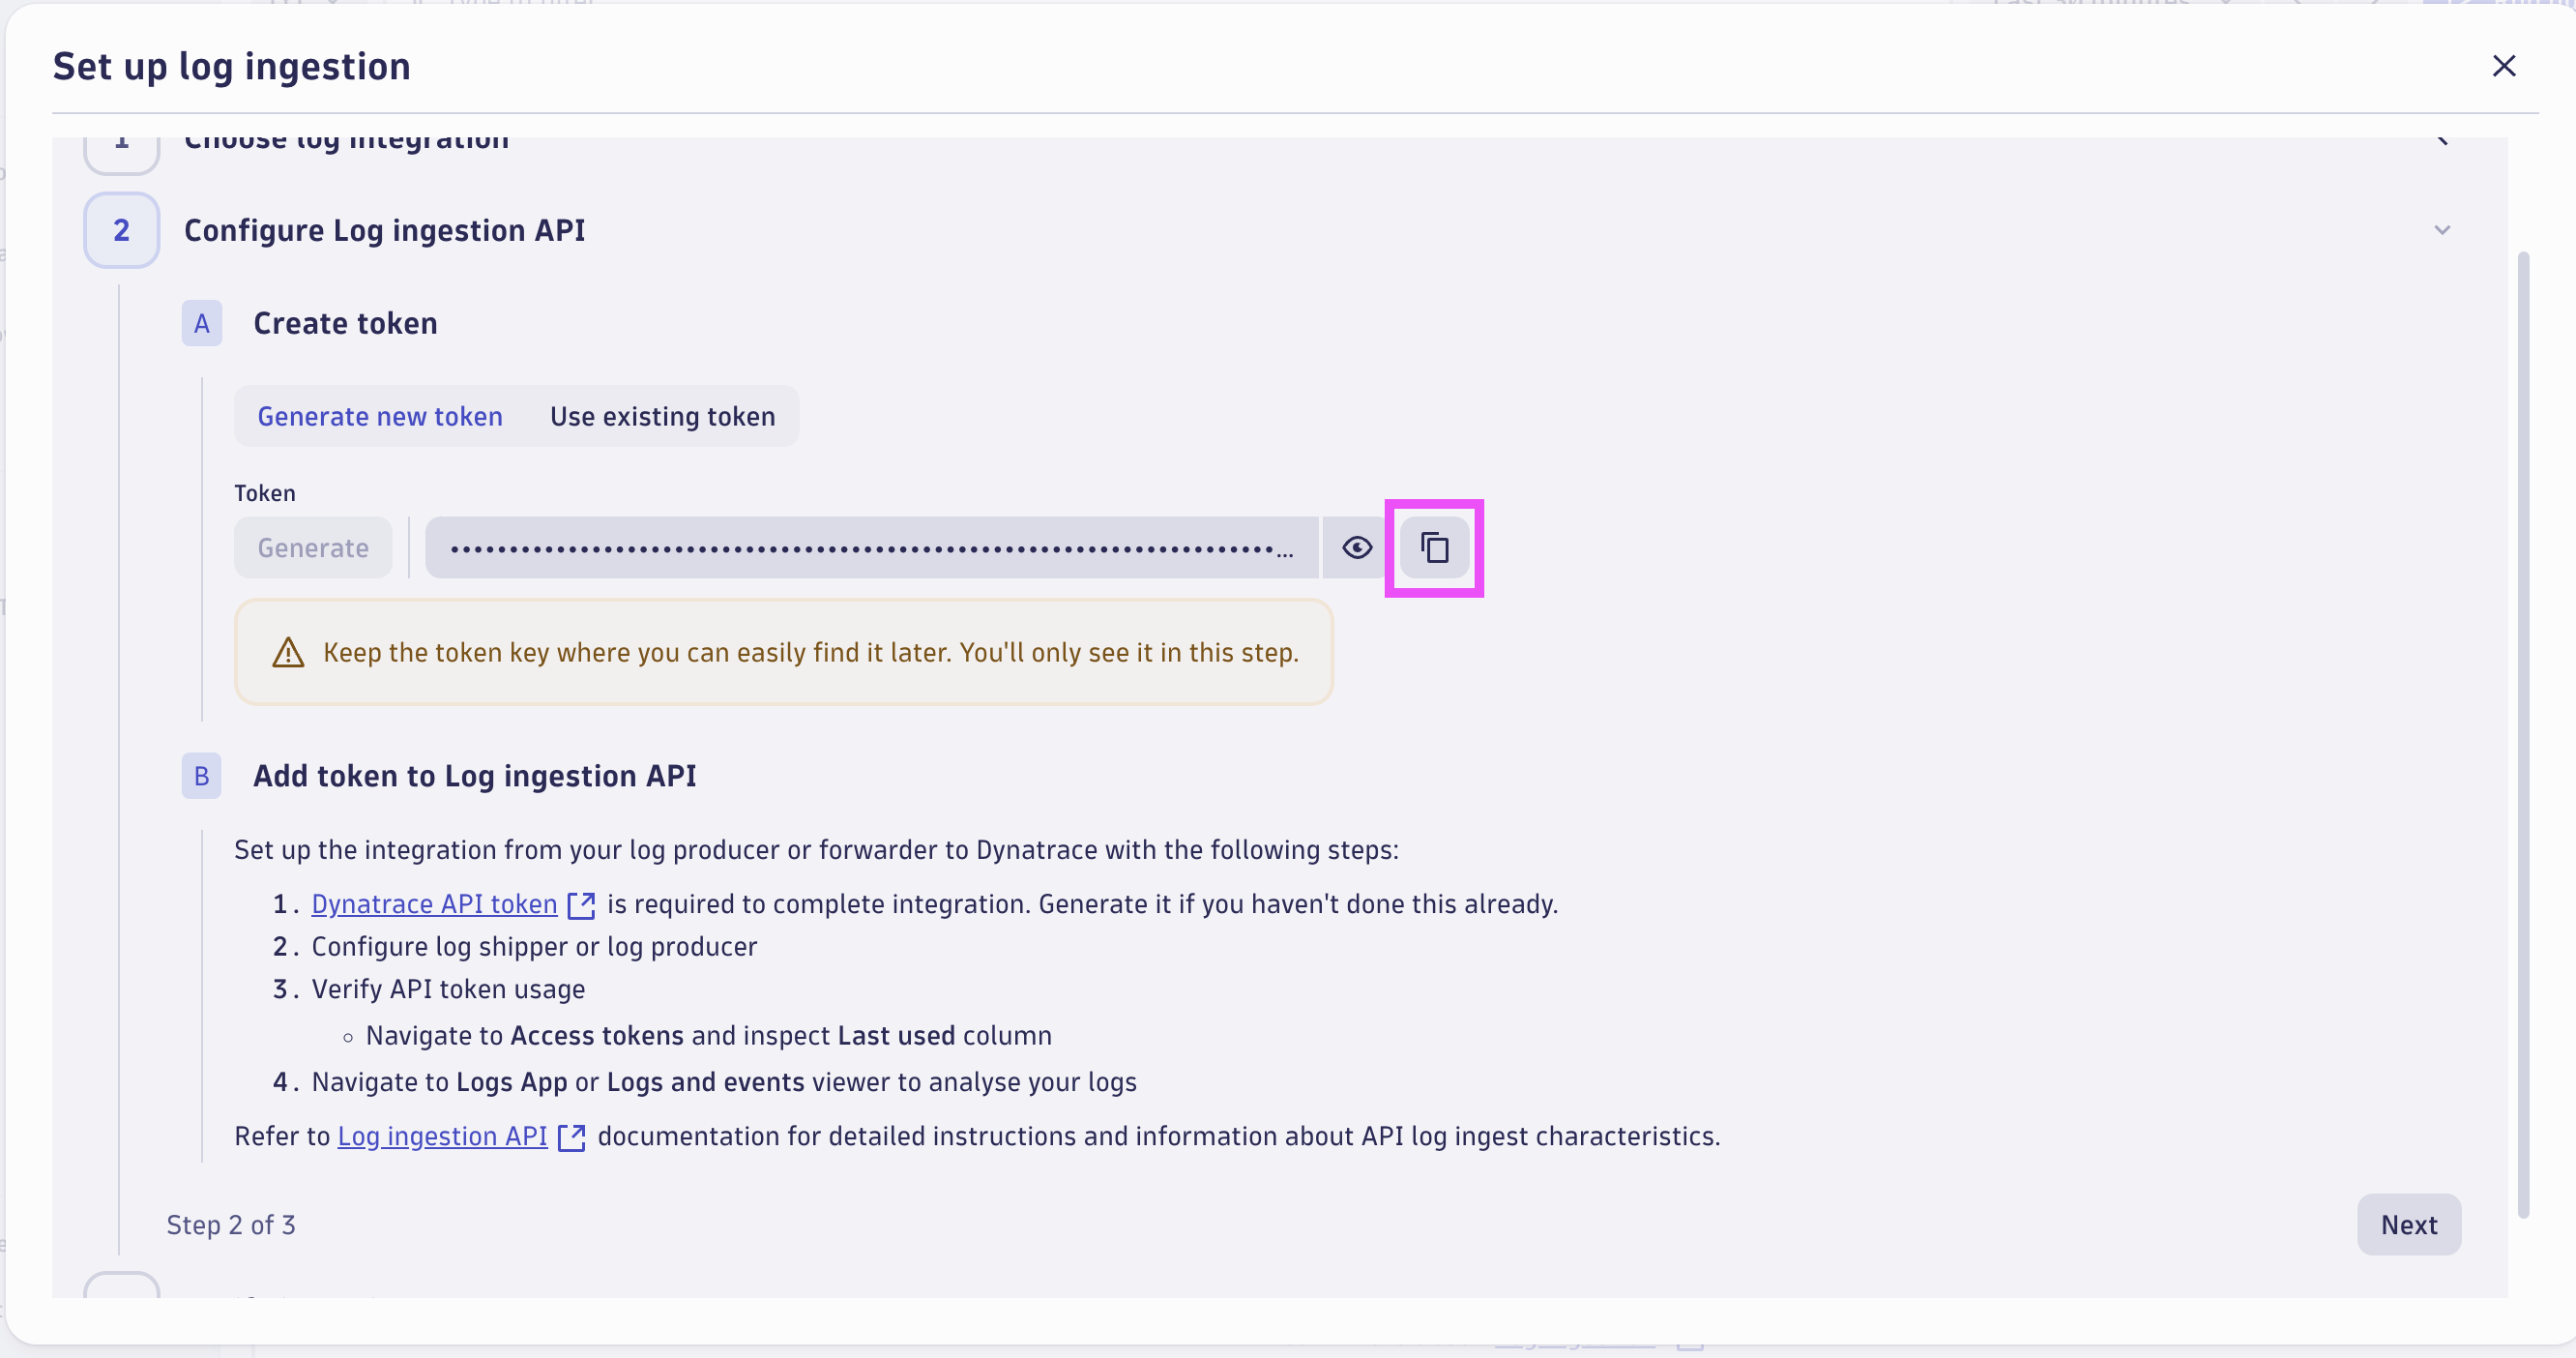 Set up log ingestion
1 Choose log integration
2 Configure Log ingestion API
A Create token
Generate new token Use existing token
Token
Generate ••••••••••••••••••••••••••••••••••••••••••••••••••••••••••••••••••••••...
Keep the token key where you can easily find it later. You'll only see it in this step.
B Add token to Log ingestion API
Set up the integration from your log producer or forwarder to Dynatrace with the following steps:
1. Dynatrace API token is required to complete integration. Generate it if you haven't done this already.
2. Configure log shipper or log producer
3. Verify API token usage
◦ Navigate to Access tokens and inspect Last used column
4. Navigate to Logs App or Logs and events viewer to analyse your logs
Refer to Log ingestion API documentation for detailed instructions and information about API log ingest characteristics.
Step 2 of 3
Next